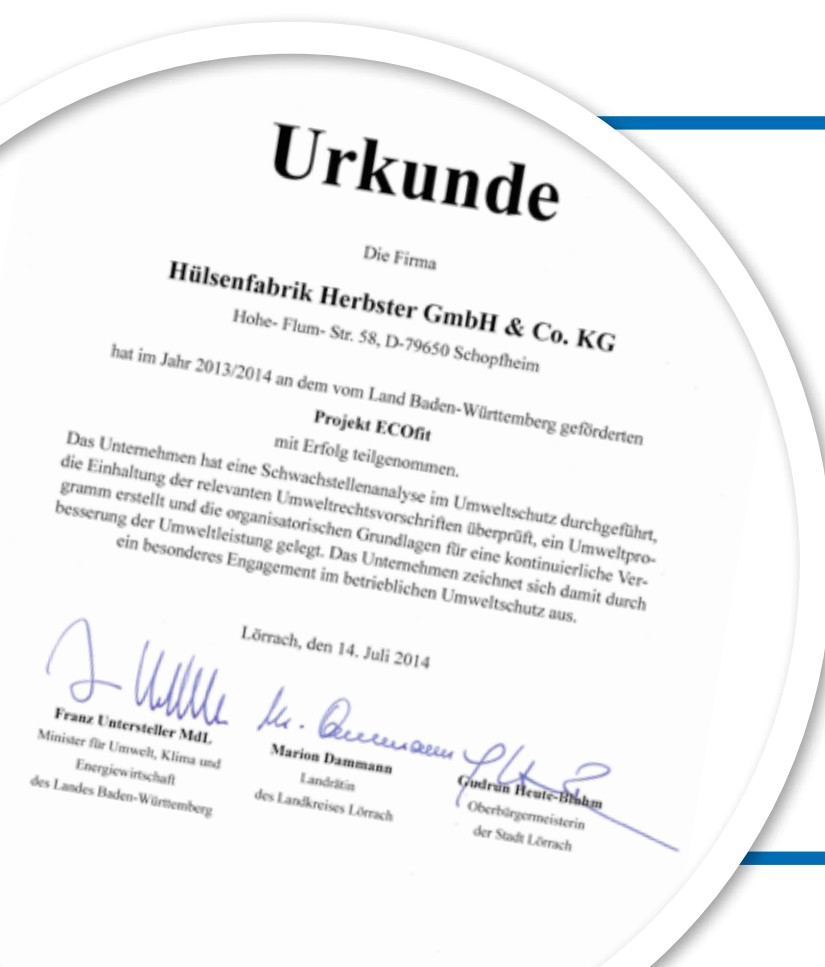 Urkunde
Die Firma
Hülsenfabrik Herbster GmbH & Co. KG
Hohe- Flum- Str. 58, D-79650 Schopfheim
hat im Jahr 2013/2014 an dem vom Land Baden-Württemberg geförderten
Projekt ECOfit
mit Erfolg teilgenommen.
Das Unternehmen hat eine Schwachstellenanalyse im Umweltschutz durchgeführt,
die Einhaltung der relevanten Umweltrechtsvorschriften überprüft, ein Umweltpro-
gramm erstellt und die organisatorischen Grundlagen für eine kontinuierliche Ver-
besserung der Umweltleistung gelegt. Das Unternehmen zeichnet sich damit durch
ein besonderes Engagement im betrieblichen Umweltschutz aus.
Lörrach, den 14. Juli 2014
Franz Untersteller MdL
Minister für Umwelt, Klima und
Energiewirtschaft
des Landes Baden-Württemberg
M. Dammann
Marion Dammann
Landrätin
des Landkreises Lörrach
Gudrun Heute-Bluhm
Oberbürgermeisterin
der Stadt Lörrach